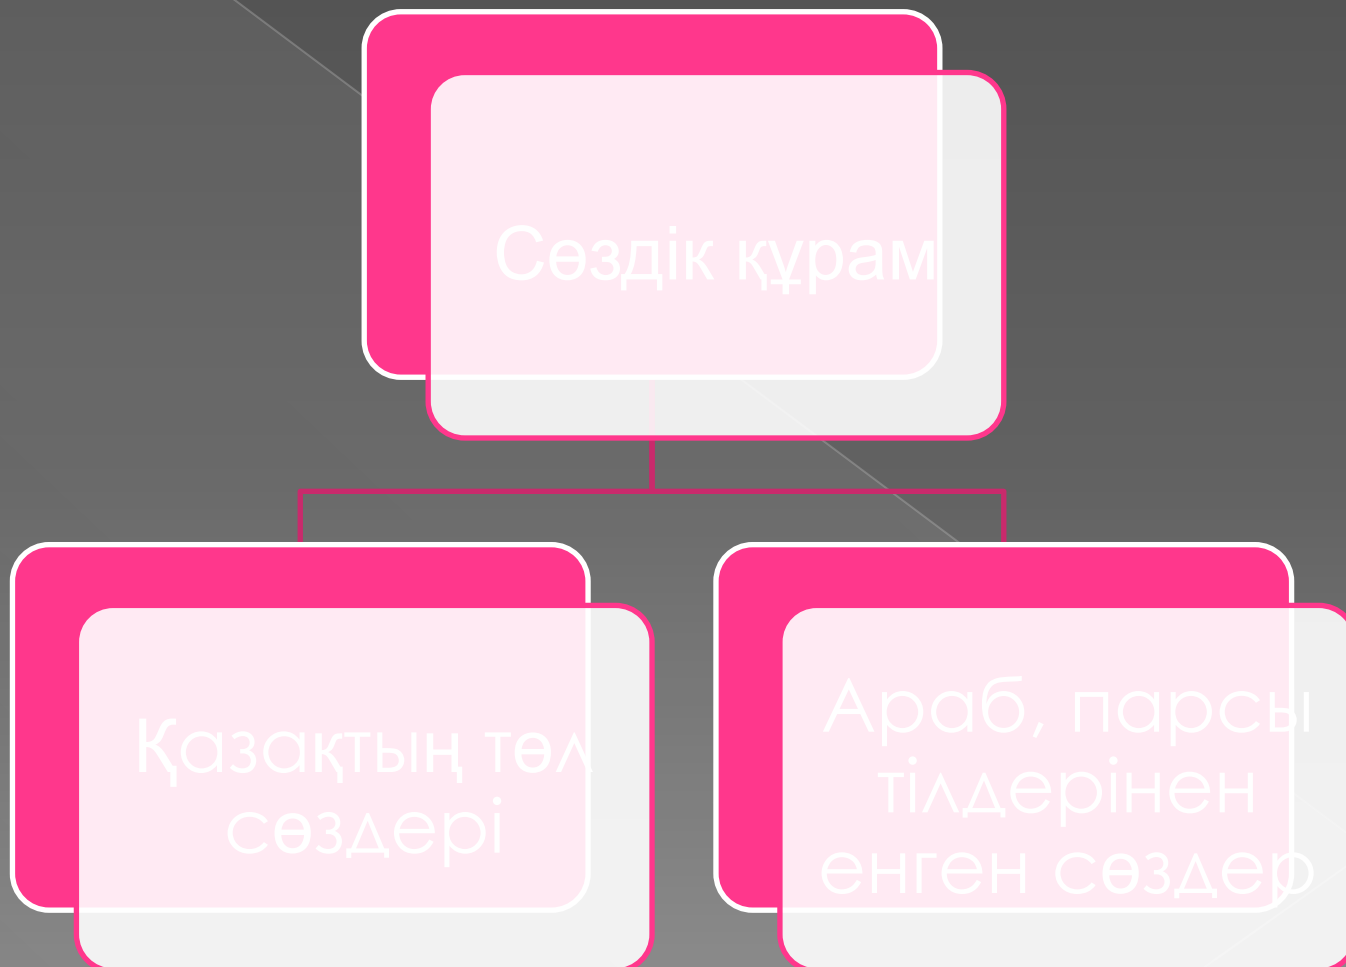 Сөздік құрам
Қазақтың төл
сөздері
Араб, парсы
тілдерінен
енген сөздер